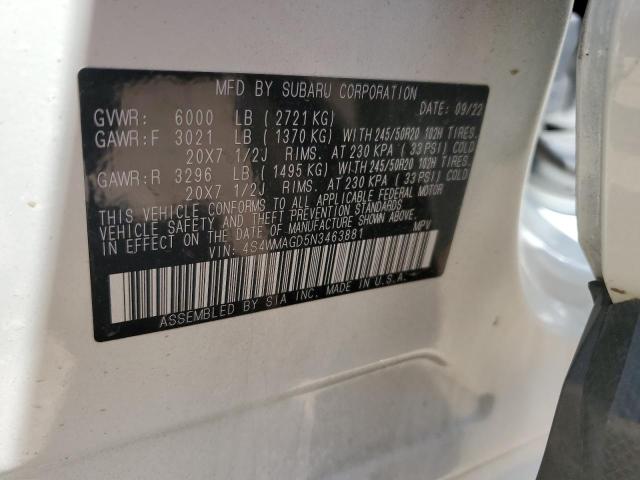 MFD BY SUBARU CORPORATION
DATE: 09/22
GVWR: 6000 LB ( 2721 KG)
GAWR:F 3021 LB ( 1370 KG) WITH 245/50R20 102H TIRES.
20X7 1/2J RIMS. AT 230 KPA ( 33 PSI) COLD
GAWR:R 3296 LB ( 1495 KG) WITH 245/50R20 102H TIRES.
20X7 1/2J RIMS. AT 230 KPA ( 33 PSI) COLD
THIS VEHICLE CONFORMS TO ALL APPLICABLE FEDERAL MOTOR
VEHICLE SAFETY AND THEFT PREVENTION STANDARDS
IN EFFECT ON THE DATE OF MANUFACTURE SHOWN ABOVE.
VIN: 4S4WMAGD5N3463881 MPV
ASSEMBLED BY SIA INC. MADE IN U.S.A.